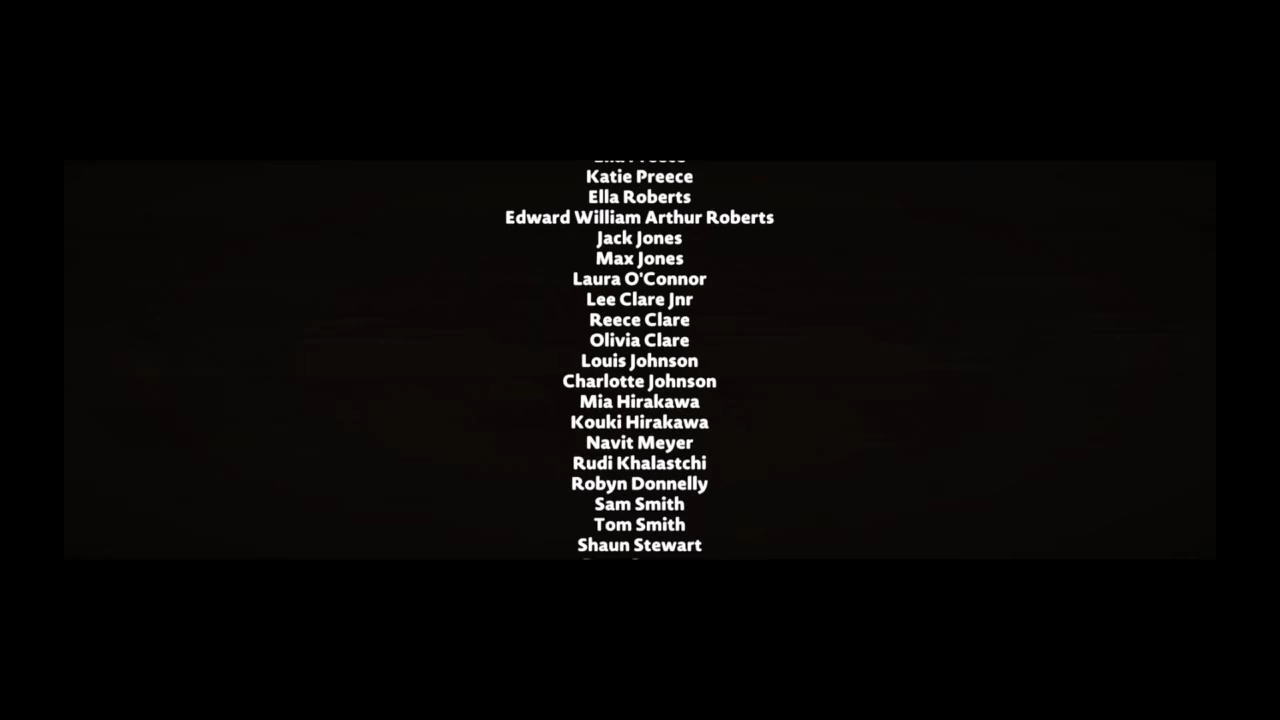 Katie Preece
Ella Roberts
Edward William Arthur Roberts
Jack Jones
Max Jones
Laura O'Connor
Lee Clare Jnr
Reece Clare
Olivia Clare
Louis Johnson
Charlotte Johnson
Mia Hirakawa
Kouki Hirakawa
Navit Meyer
Rudi Khalastchi
Robyn Donnelly
Sam Smith
Tom Smith
Shaun Stewart